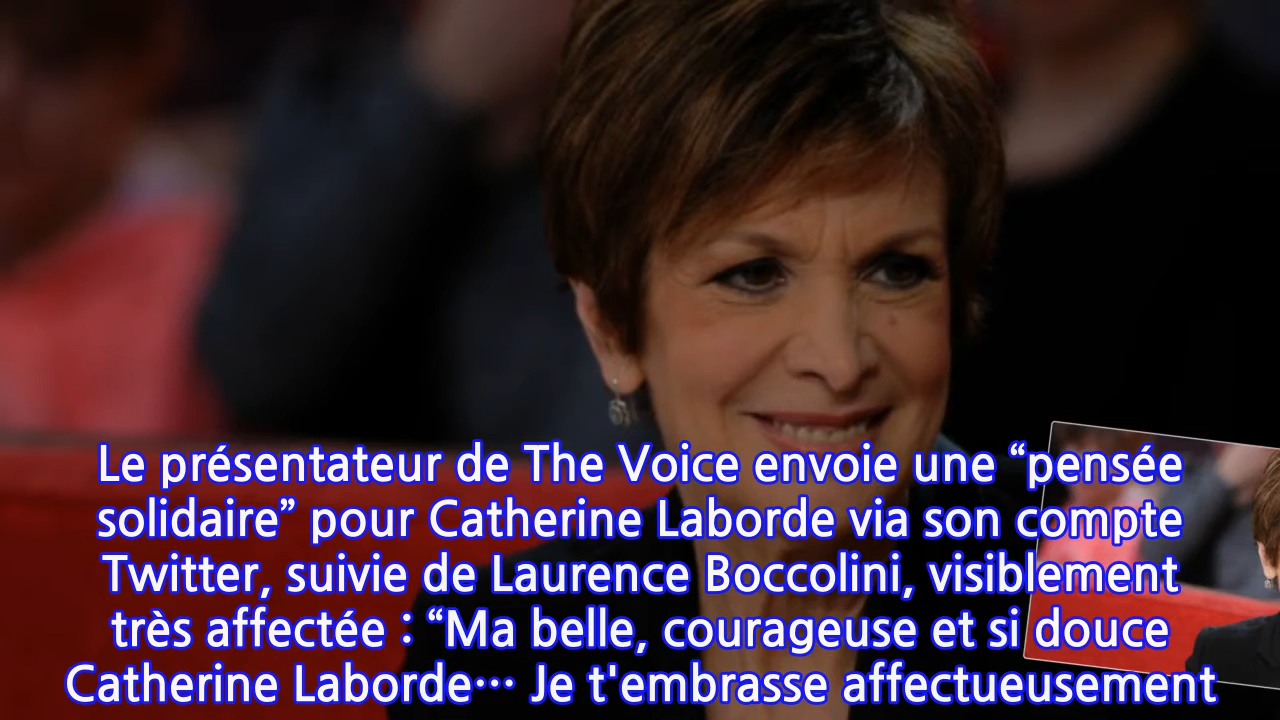 Le présentateur de The Voice envoie une “pensée
solidaire” pour Catherine Laborde via son compte
Twitter, suivie de Laurence Boccolini, visiblement
très affectée : “Ma belle, courageuse et si douce
Catherine Laborde… Je t'embrasse affectueusement